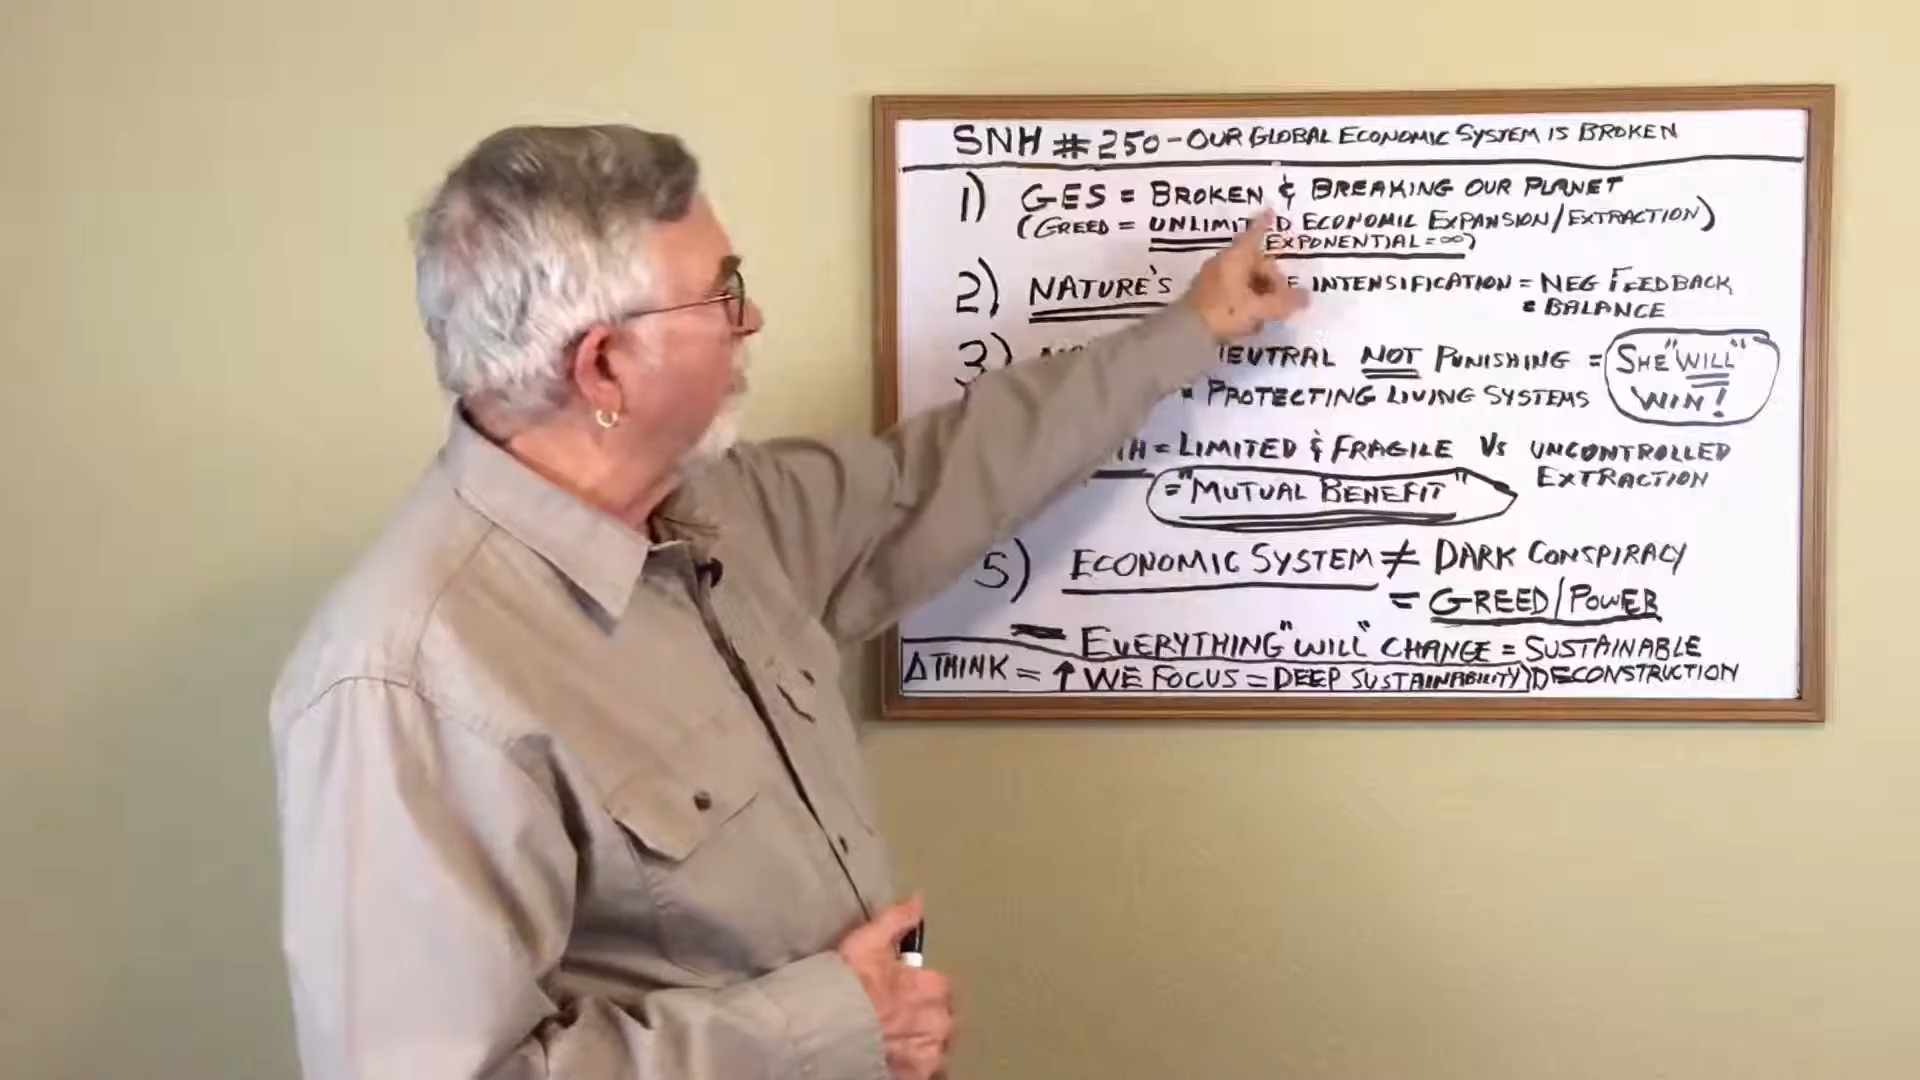 SNH # 250 - OUR GLOBAL ECONOMIC SYSTEM IS BROKEN
1) GES = BROKEN & BREAKING OUR PLANET
(GREED = UNLIMITED ECONOMIC EXPANSION/EXTRACTION)
EXPONENTIAL = ∞)
2) NATURE'S INTENSIFICATION = NEG FEEDBACK
= BALANCE
3) NEUTRAL NOT PUNISHING = SHE "WILL"
= PROTECTING LIVING SYSTEMS WIN!
= LIMITED & FRAGILE VS UNCONTROLLED
EXTRACTION
= "MUTUAL BENEFIT"
5) ECONOMIC SYSTEM ≠ DARK CONSPIRACY
= GREED/POWER
- EVERYTHING "WILL" CHANGE = SUSTAINABLE
Δ THINK = ↑ WE FOCUS = DEEP SUSTAINABILITY) DECONSTRUCTION